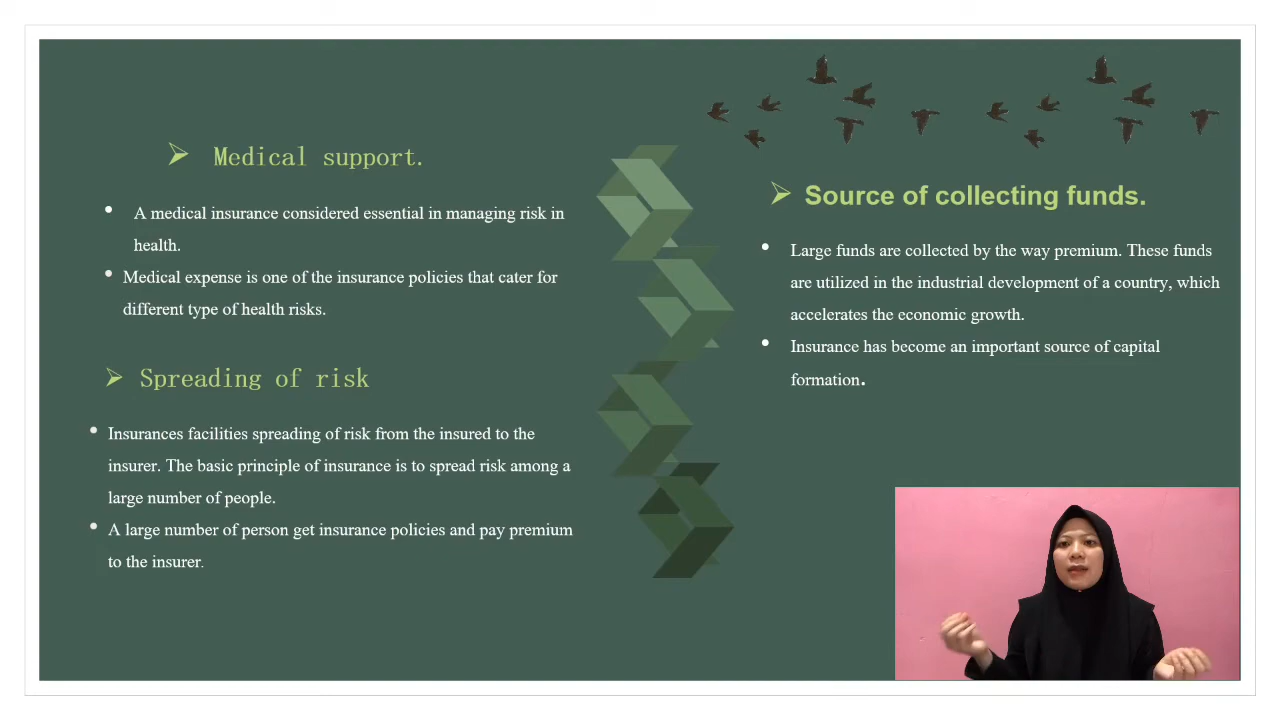 Medical support.
A medical insurance considered essential in managing risk in
health.
Medical expense is one of the insurance policies that cater for
different type of health risks.
Spreading of risk
Insurances facilities spreading of risk from the insured to the
insurer. The basic principle of insurance is to spread risk among a
large number of people.
A large number of person get insurance policies and pay premium
to the insurer.
Source of collecting funds.
Large funds are collected by the way premium. These funds
are utilized in the industrial development of a country, which
accelerates the economic growth.
Insurance has become an important source of capital
formation.